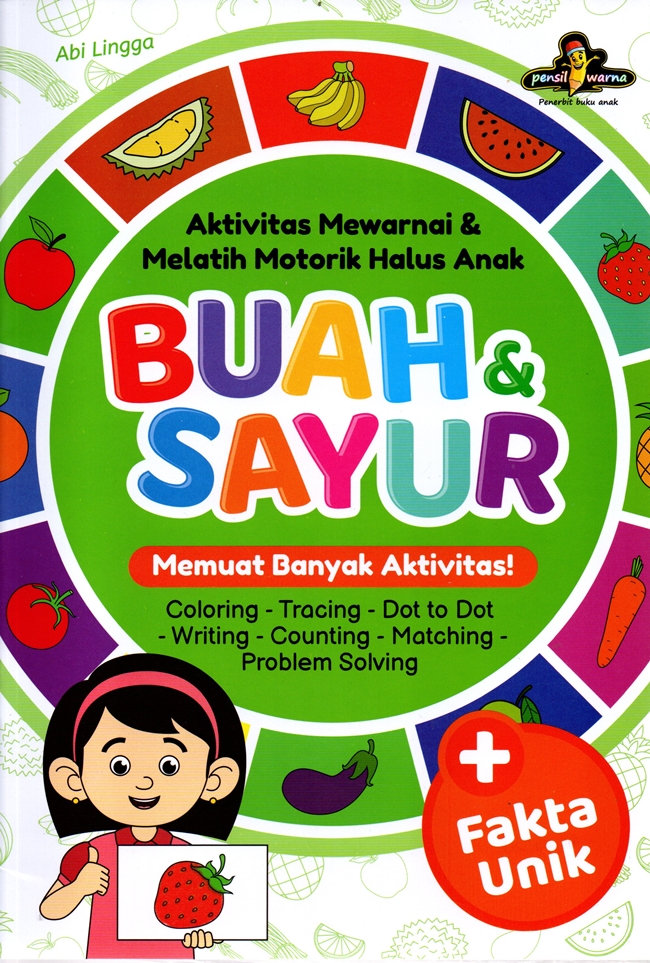 Abi Lingga
pensil warna
Penerbit buku anak
Aktivitas Mewarnai &
Melatih Motorik Halus Anak
BUAH &
SAYUR
Memuat Banyak Aktivitas!
Coloring - Tracing - Dot to Dot
- Writing - Counting - Matching -
Problem Solving
+
Fakta
Unik